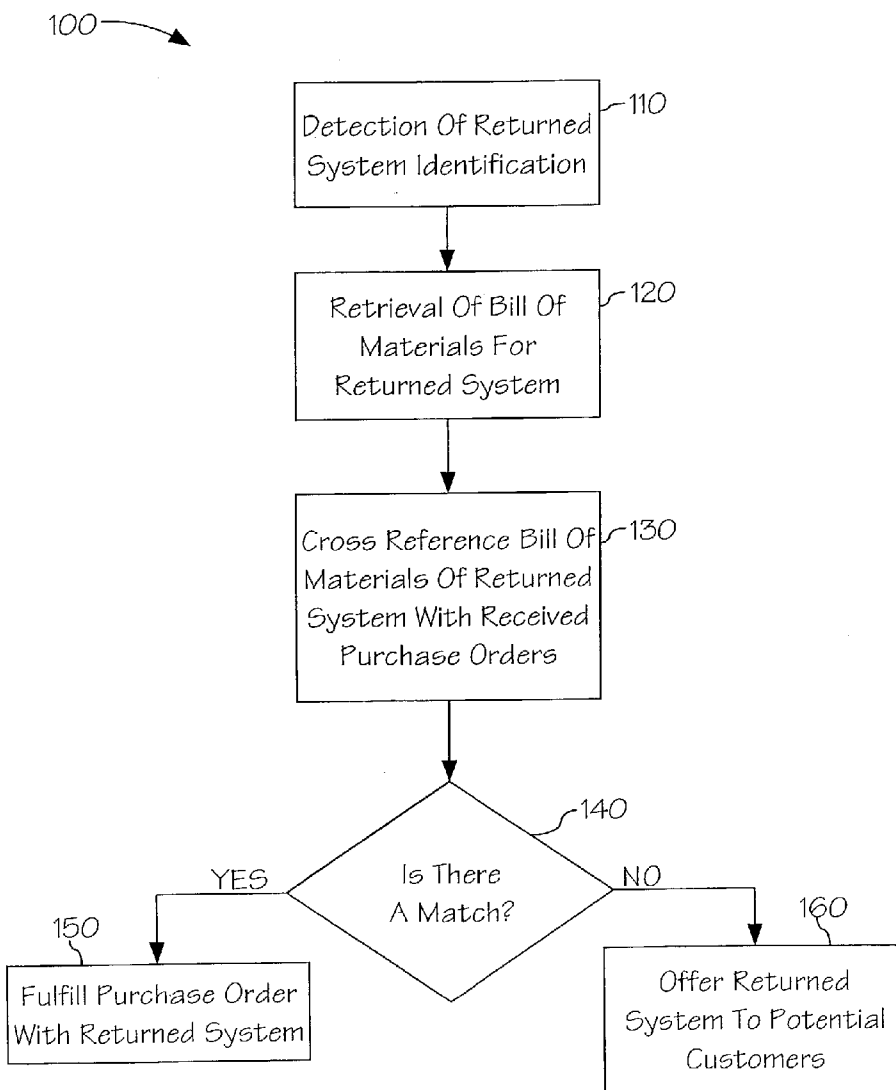 100
110
Detection Of Returned
System Identification
120
Retrieval Of Bill Of
Materials For
Returned System
130
Cross Reference Bill Of
Materials Of Returned
System With Received
Purchase Orders
140
Is There
A Match?
YES
NO
150
Fulfill Purchase Order
With Returned System
160
Offer Returned
System To Potential
Customers